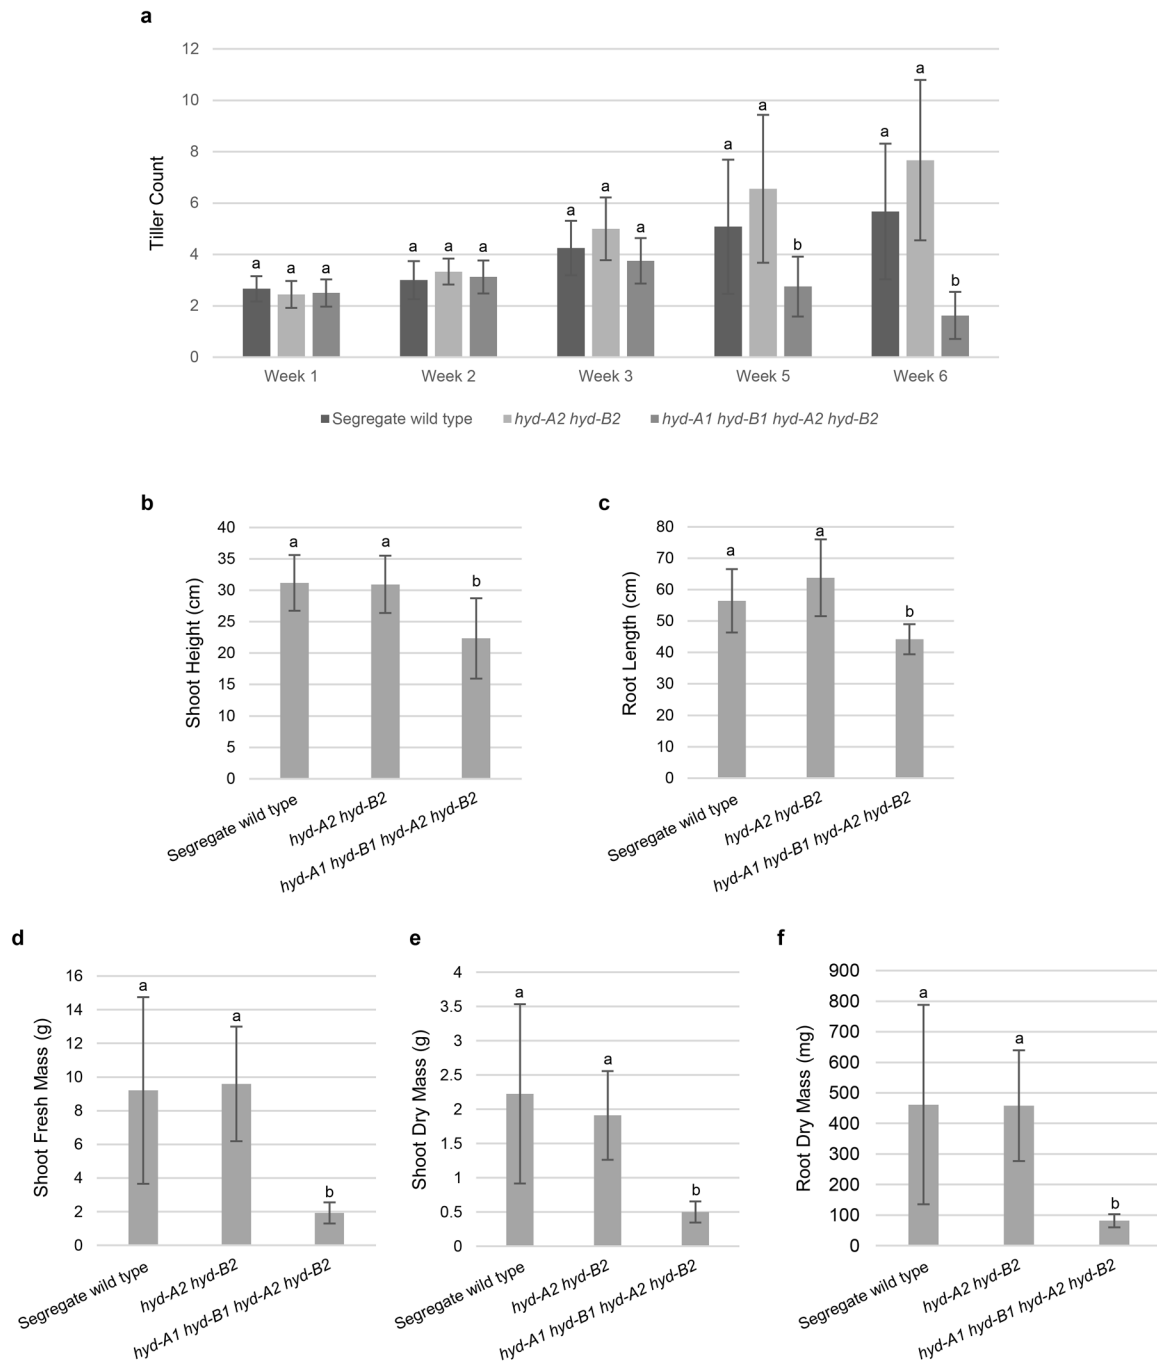 a
Tiller Count
12
10
8
6
4
2
0
a a a
a a a
a a a
a a b
a a b
Week 1 Week 2 Week 3 Week 5 Week 6
Segregate wild type hyd-A2 hyd-B2 hyd-A1 hyd-B1 hyd-A2 hyd-B2
b
Shoot Height (cm)
40
35
30
25
20
15
10
5
0
a a b
Segregate wild type
hyd-A2 hyd-B2
hyd-A1 hyd-B1 hyd-A2 hyd-B2
c
Root Length (cm)
80
70
60
50
40
30
20
10
0
a a b
Segregate wild type
hyd-A2 hyd-B2
hyd-A1 hyd-B1 hyd-A2 hyd-B2
d
Shoot Fresh Mass (g)
16
14
12
10
8
6
4
2
0
a a b
Segregate wild type
hyd-A2 hyd-B2
hyd-A1 hyd-B1 hyd-A2 hyd-B2
e
Shoot Dry Mass (g)
4
3.5
3
2.5
2
1.5
1
0.5
0
a a b
Segregate wild type
hyd-A2 hyd-B2
hyd-A1 hyd-B1 hyd-A2 hyd-B2
f
Root Dry Mass (mg)
900
800
700
600
500
400
300
200
100
0
a a b
Segregate wild type
hyd-A2 hyd-B2
hyd-A1 hyd-B1 hyd-A2 hyd-B2